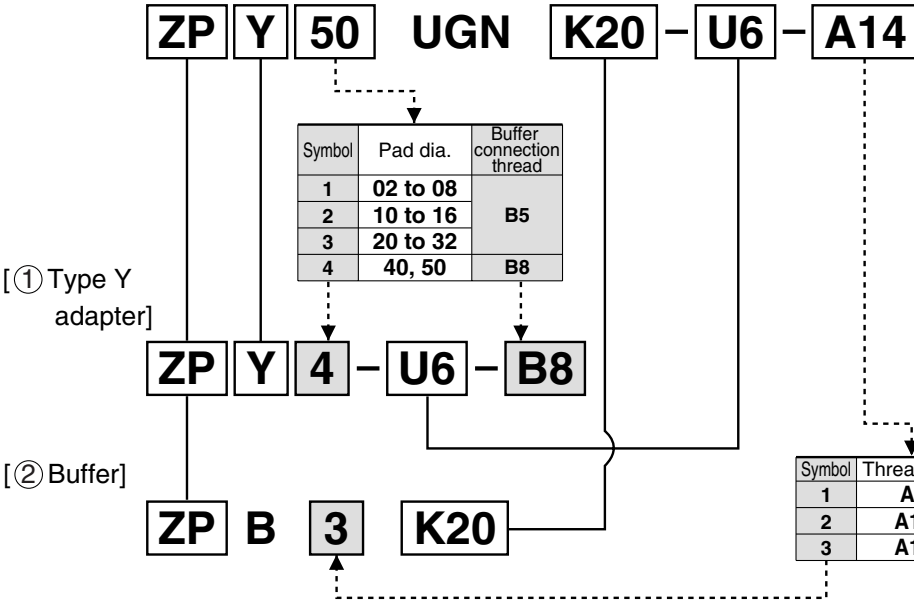 ZP Y 50 UGN K20 – U6 – A14
Symbol Pad dia. Buffer connection thread
1 02 to 08 B5
2 10 to 16
3 20 to 32
4 40, 50 B8
[① Type Y
adapter]
ZP Y 4 – U6 – B8
[② Buffer]
Symbol
1
2
3
ZP B 3 K20